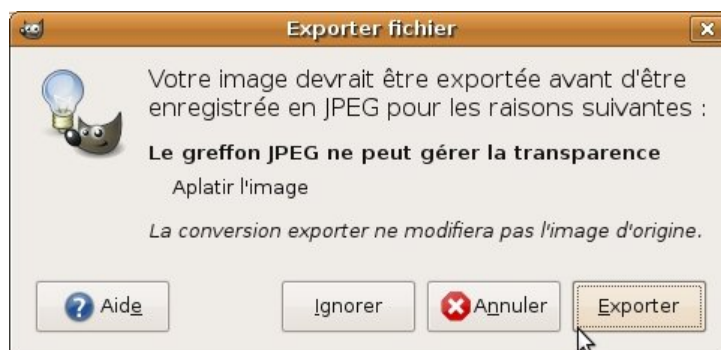 Exporter fichier
Votre image devrait être exportée avant d'être
enregistrée en JPEG pour les raisons suivantes :
Le greffon JPEG ne peut gérer la transparence
Aplatir l'image
La conversion exporter ne modifiera pas l'image d'origine.
Aide
Ignorer
Annuler
Exporter